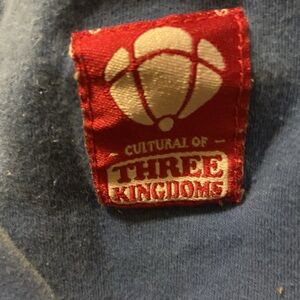 CULTURAL OF
THREE
KINGDOMS